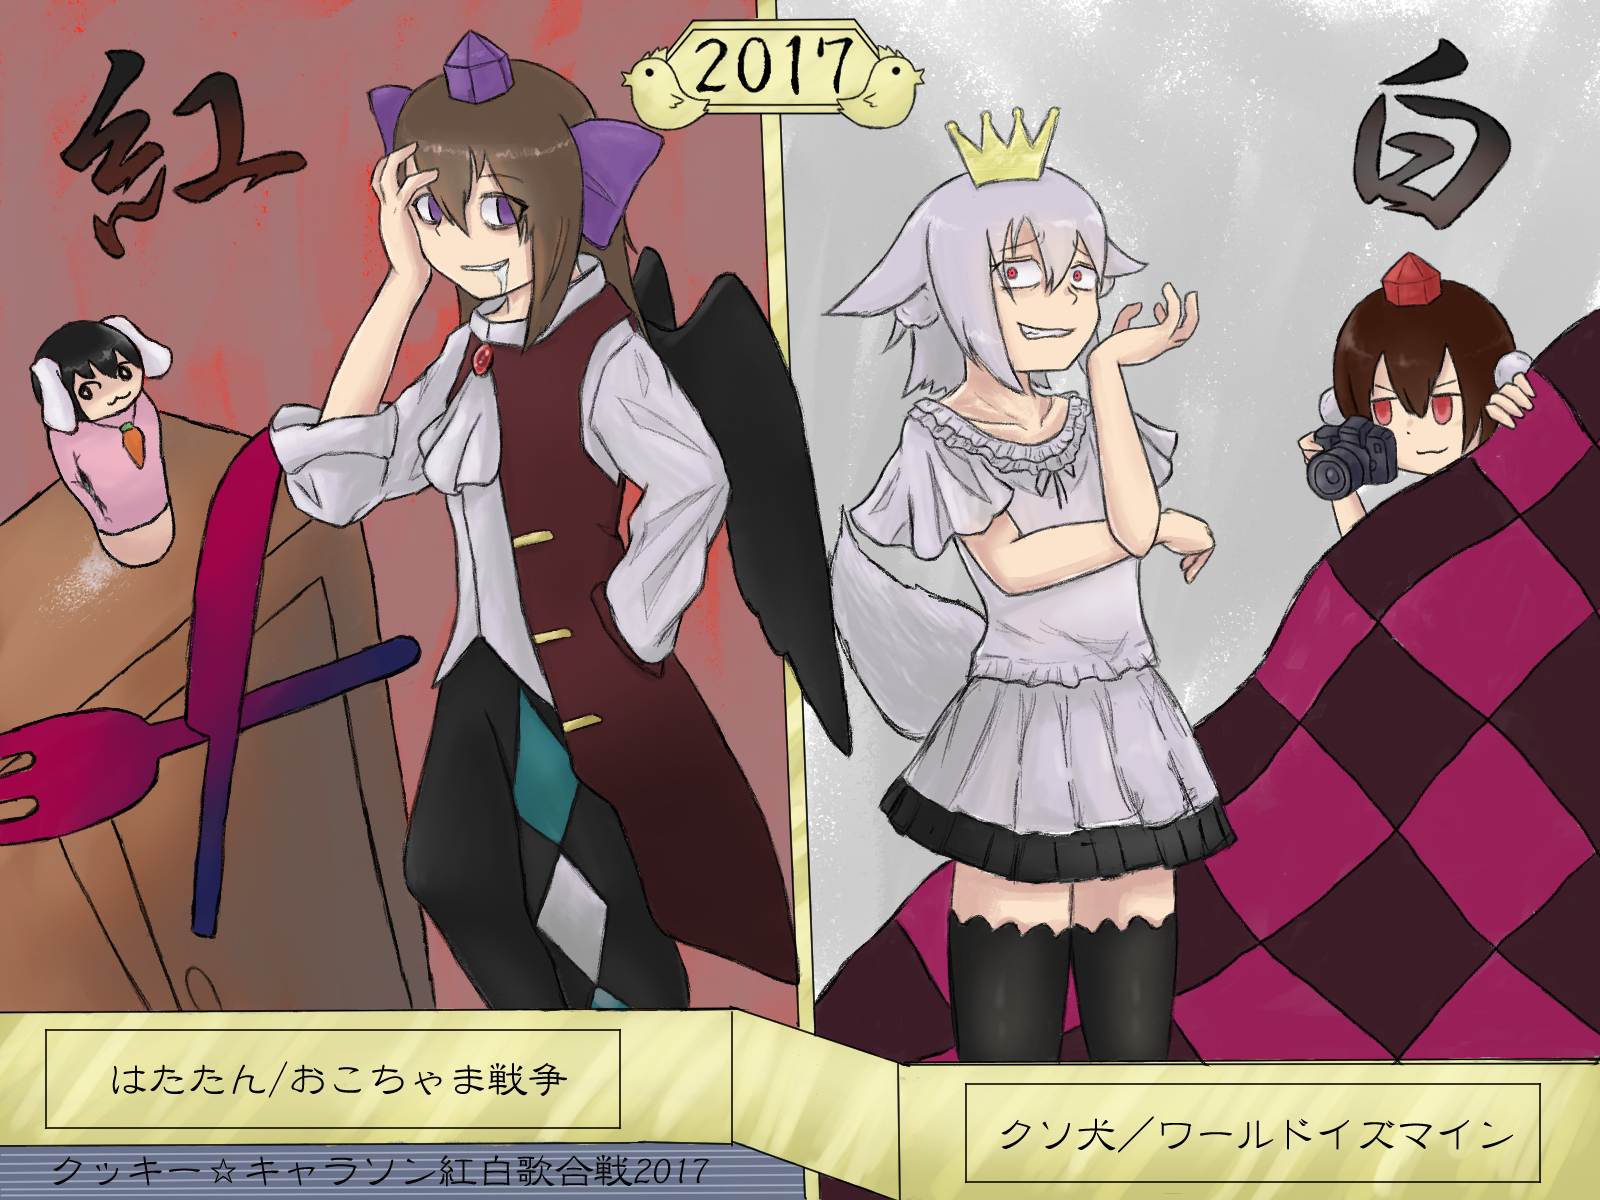 2017
紅
白
はたたん/おこちゃま戦争
クソ犬／ワールドイズマイン
クッキー☆キャラソン紅白歌合戦2017